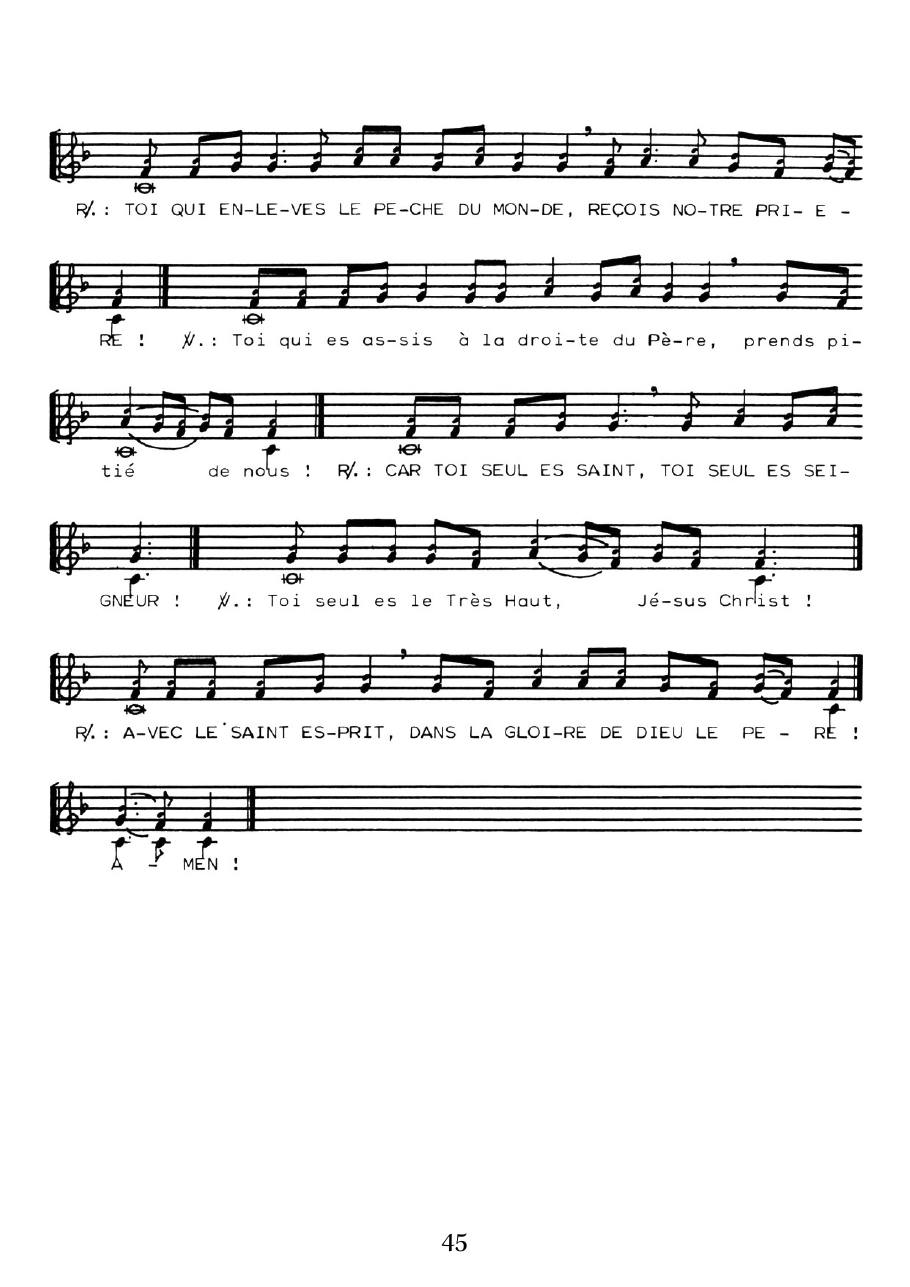 R/. : TOI QUI EN-LE-VES LE PE-CHE DU MON-DE, REÇOIS NO-TRE PRI- E -
RE ! V/. : Toi qui es as-sis à la droi-te du Pè-re, prends pi-
tié de nous ! R/. : CAR TOI SEUL ES SAINT, TOI SEUL ES SEI-
GNEUR ! V/. : Toi seul es le Très Haut, Jé-sus Christ !
R/. : A-VEC LE SAINT ES-PRIT, DANS LA GLOI-RE DE DIEU LE PE - RE !
A - MEN !
45